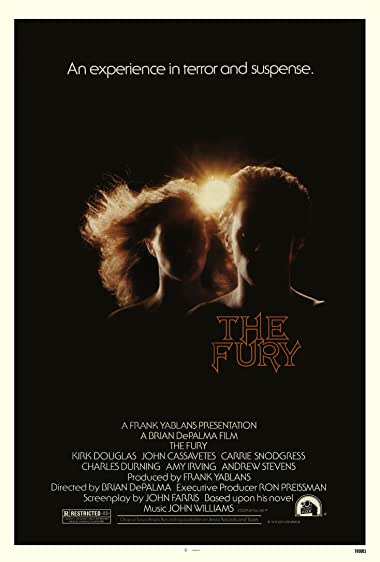 An experience in terror and suspense.
THE
FURY
A FRANK YABLANS PRESENTATION
A BRIAN DePALMA FILM
THE FURY
KIRK DOUGLAS JOHN CASSAVETES CARRIE SNODGRESS
CHARLES DURNING AMY IRVING ANDREW STEVENS
Produced by FRANK YABLANS
Directed by BRIAN DePALMA Executive Producer RON PREISSMAN
Screenplay by JOHN FARRIS Based upon his novel
Music JOHN WILLIAMS
R RESTRICTED